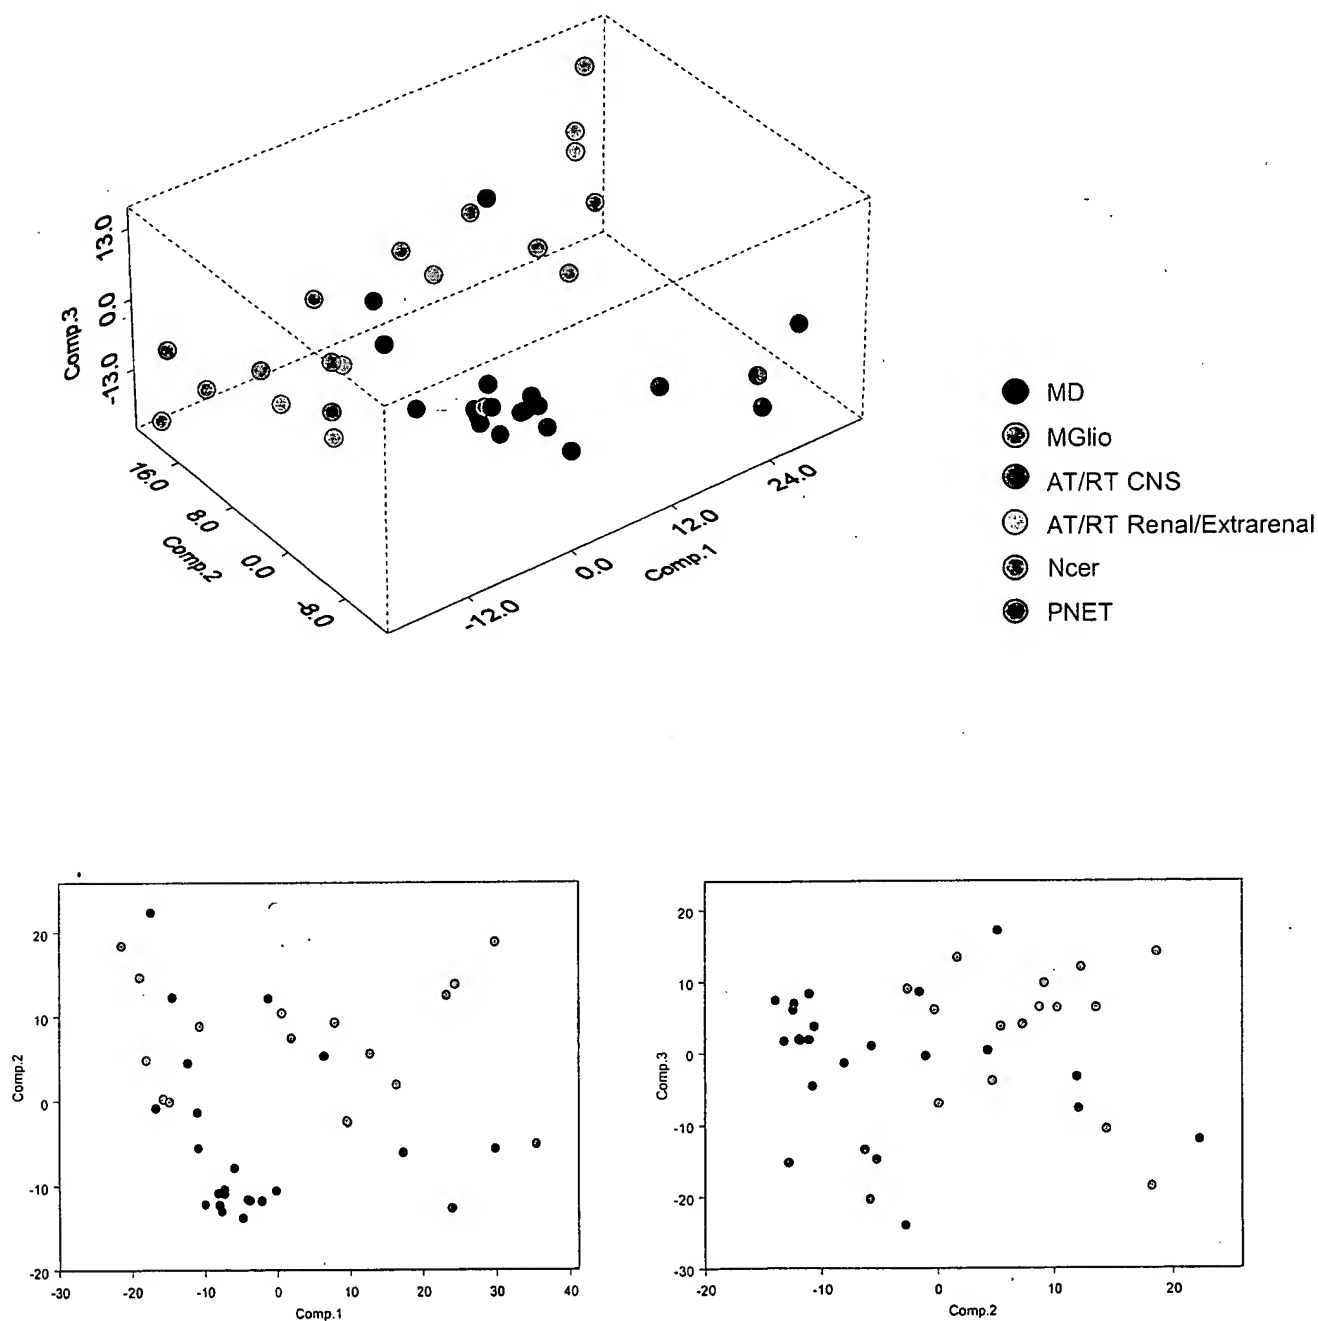 13.0
0.0
-13.0
Comp.3
16.0
8.0
0.0
-8.0
Comp.2
-12.0
0.0
12.0
24.0
Comp.1
MD
MGlio
AT/RT CNS
AT/RT Renal/Extrarenal
Ncer
PNET
20
10
0
-10
-20
Comp.2
-30 -20 -10 0 10 20 30 40
Comp.1
20
10
0
-10
-20
-30
Comp.3
-20 -10 0 10 20
Comp.2